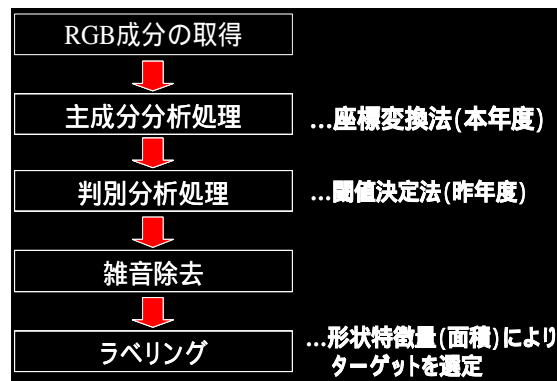 RGB成分の取得
主成分分析処理
…座標変換法(本年度)
判別分析処理
…閾値決定法(昨年度)
雑音除去
ラベリング
…形状特徴量(面積)により
ターゲットを選定